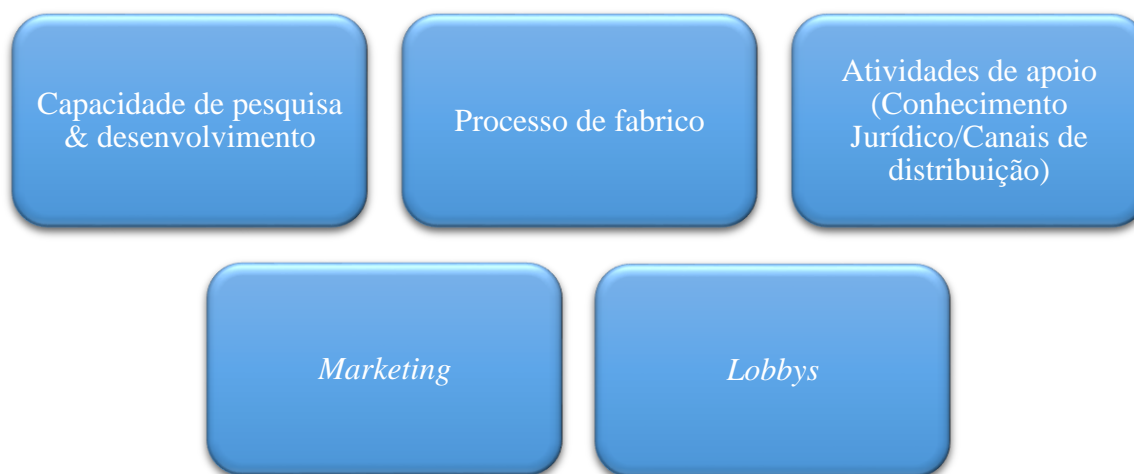 Capacidade de pesquisa
& desenvolvimento
Processo de fabrico
Atividades de apoio
(Conhecimento
Jurídico/Canais de
distribuição)
Marketing
Lobbys